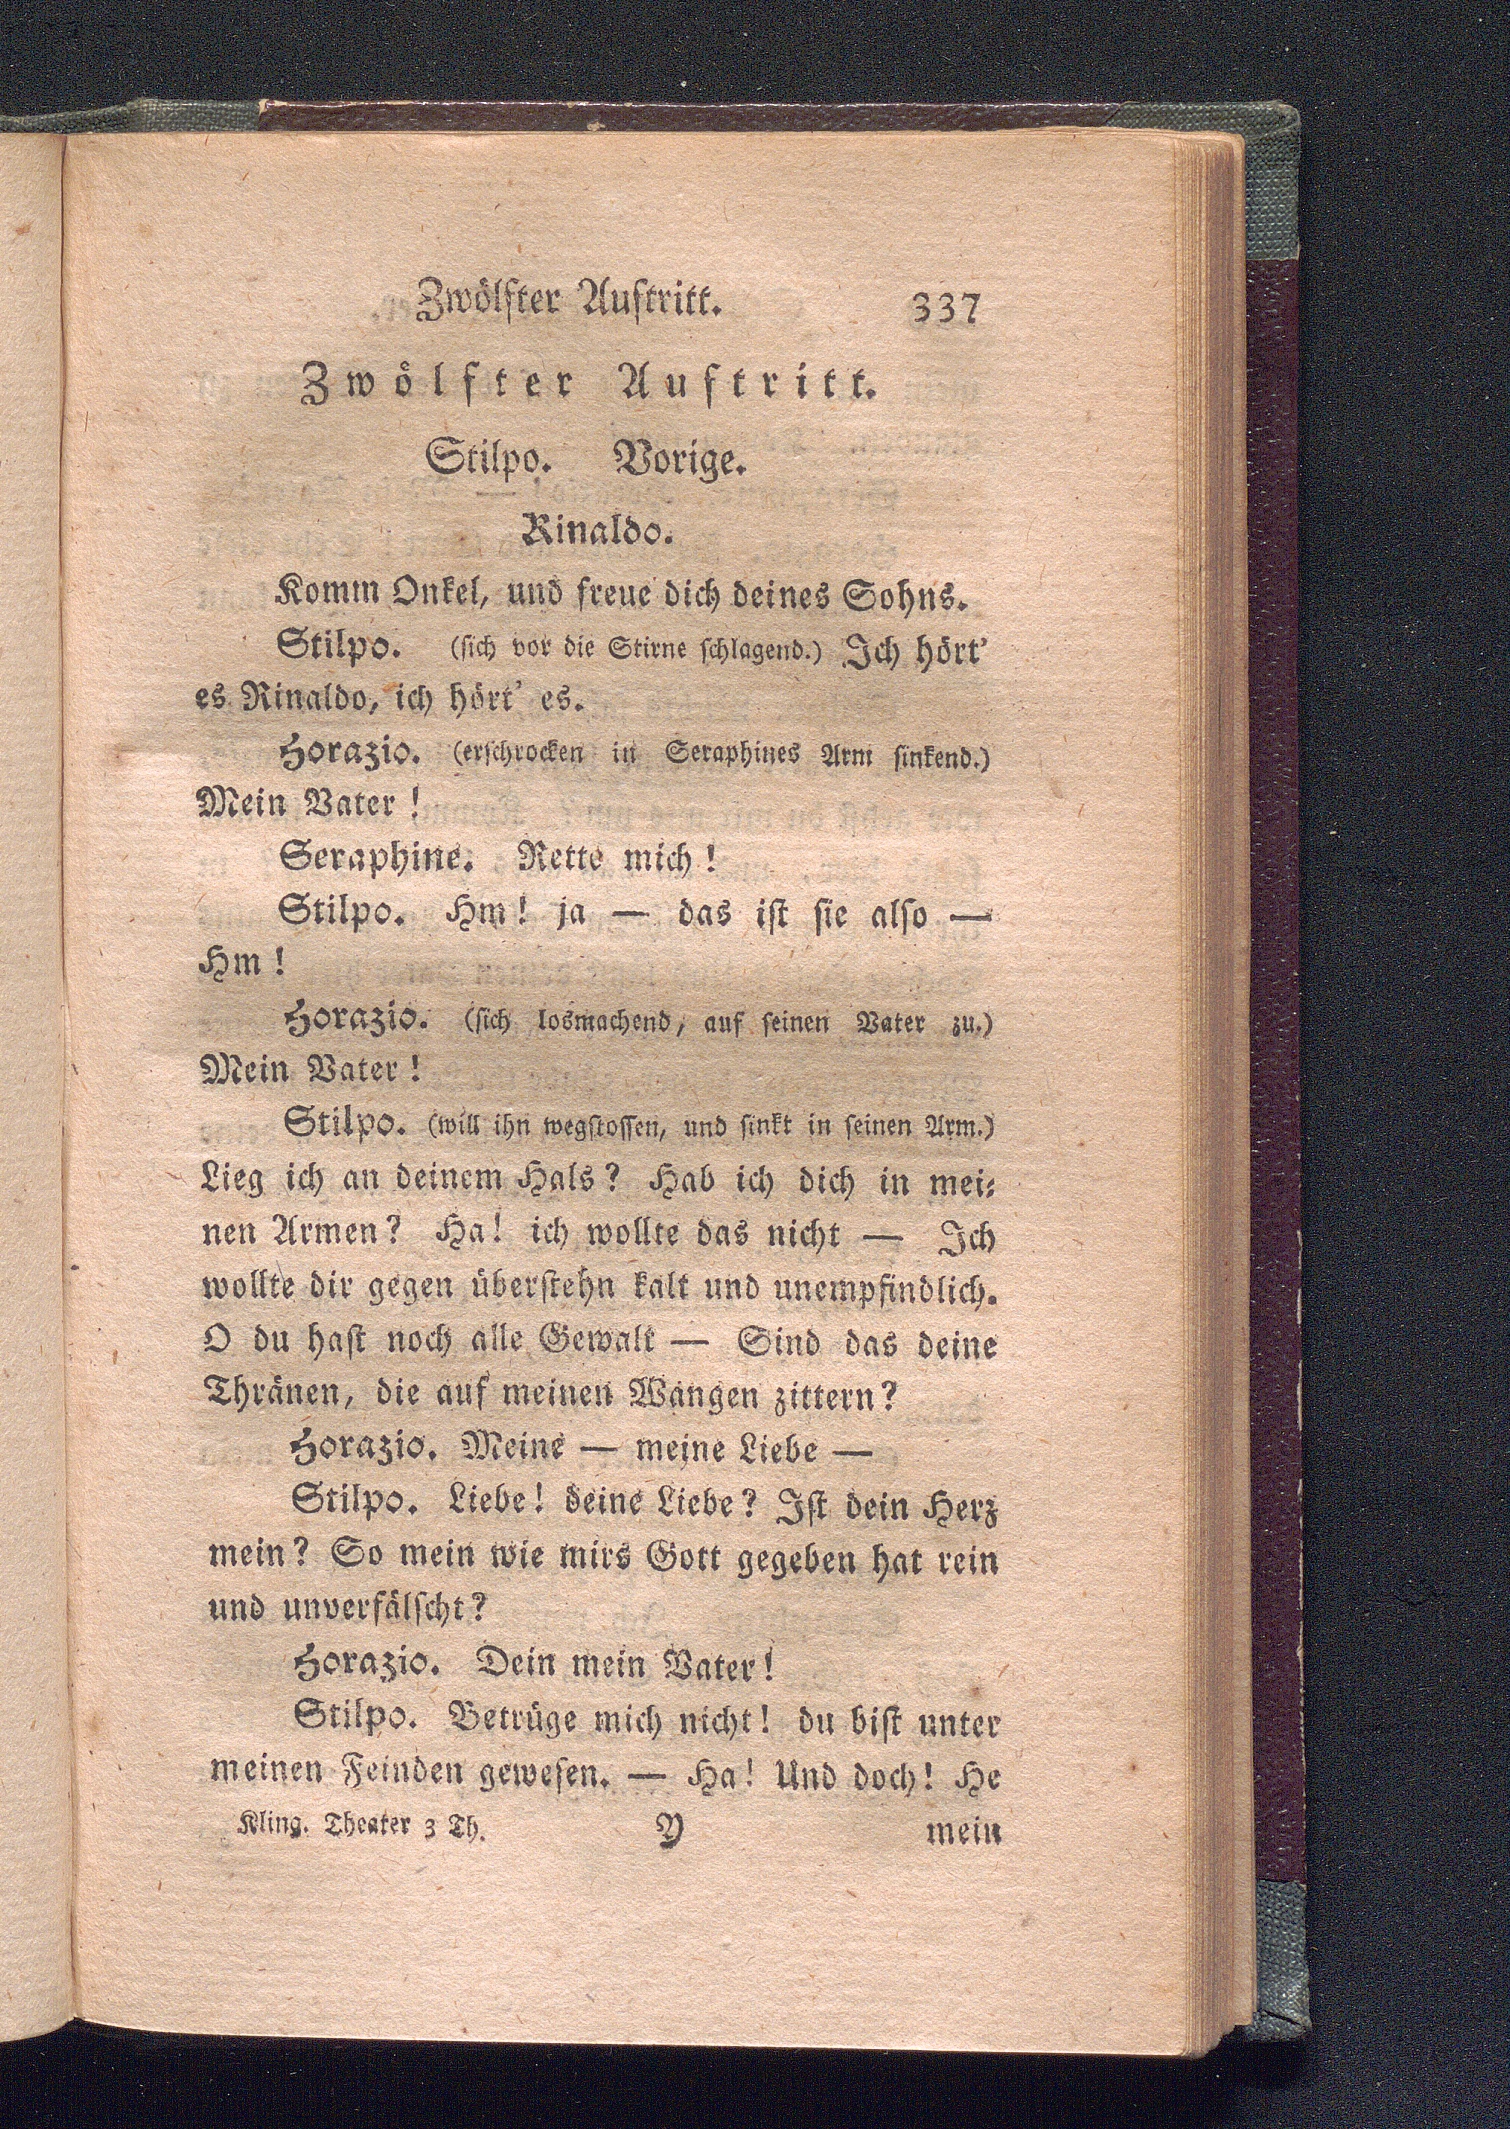 Zwölfter Auftritt. 337
Zwölfter Auftritt.
Stilpo. Vorige.
Rinaldo.
Komm Onkel, und freue dich deines Sohns.
Stilpo. (ſich vor die Stirne ſchlagend.) Ich hört'
es Rinaldo, ich hört' es.
Horazio. (erſchrocken in Seraphines Arm ſinkend.)
Mein Vater!
Seraphine. Rette mich!
Stilpo. Hm! ja — das iſt ſie alſo —
Hm!
Horazio. (ſich losmachend, auf ſeinen Vater zu.)
Mein Vater!
Stilpo. (will ihn wegſtoſſen, und ſinkt in ſeinen Arm.)
Lieg ich an deinem Hals? Hab ich dich in mei⸗
nen Armen? Ha! ich wollte das nicht — Ich
wollte dir gegen überſtehn kalt und unempfindlich.
O du haſt noch alle Gewalt — Sind das deine
Thränen, die auf meinen Wangen zittern?
Horazio. Meine — meine Liebe —
Stilpo. Liebe! deine Liebe? Iſt dein Herz
mein? So mein wie mirs Gott gegeben hat rein
und unverfälſcht?
Horazio. Dein mein Vater!
Stilpo. Betrüge mich nicht! du biſt unter
meinen Feinden geweſen. — Ha! Und doch! He
Kling. Theater 3 Th. Y mein